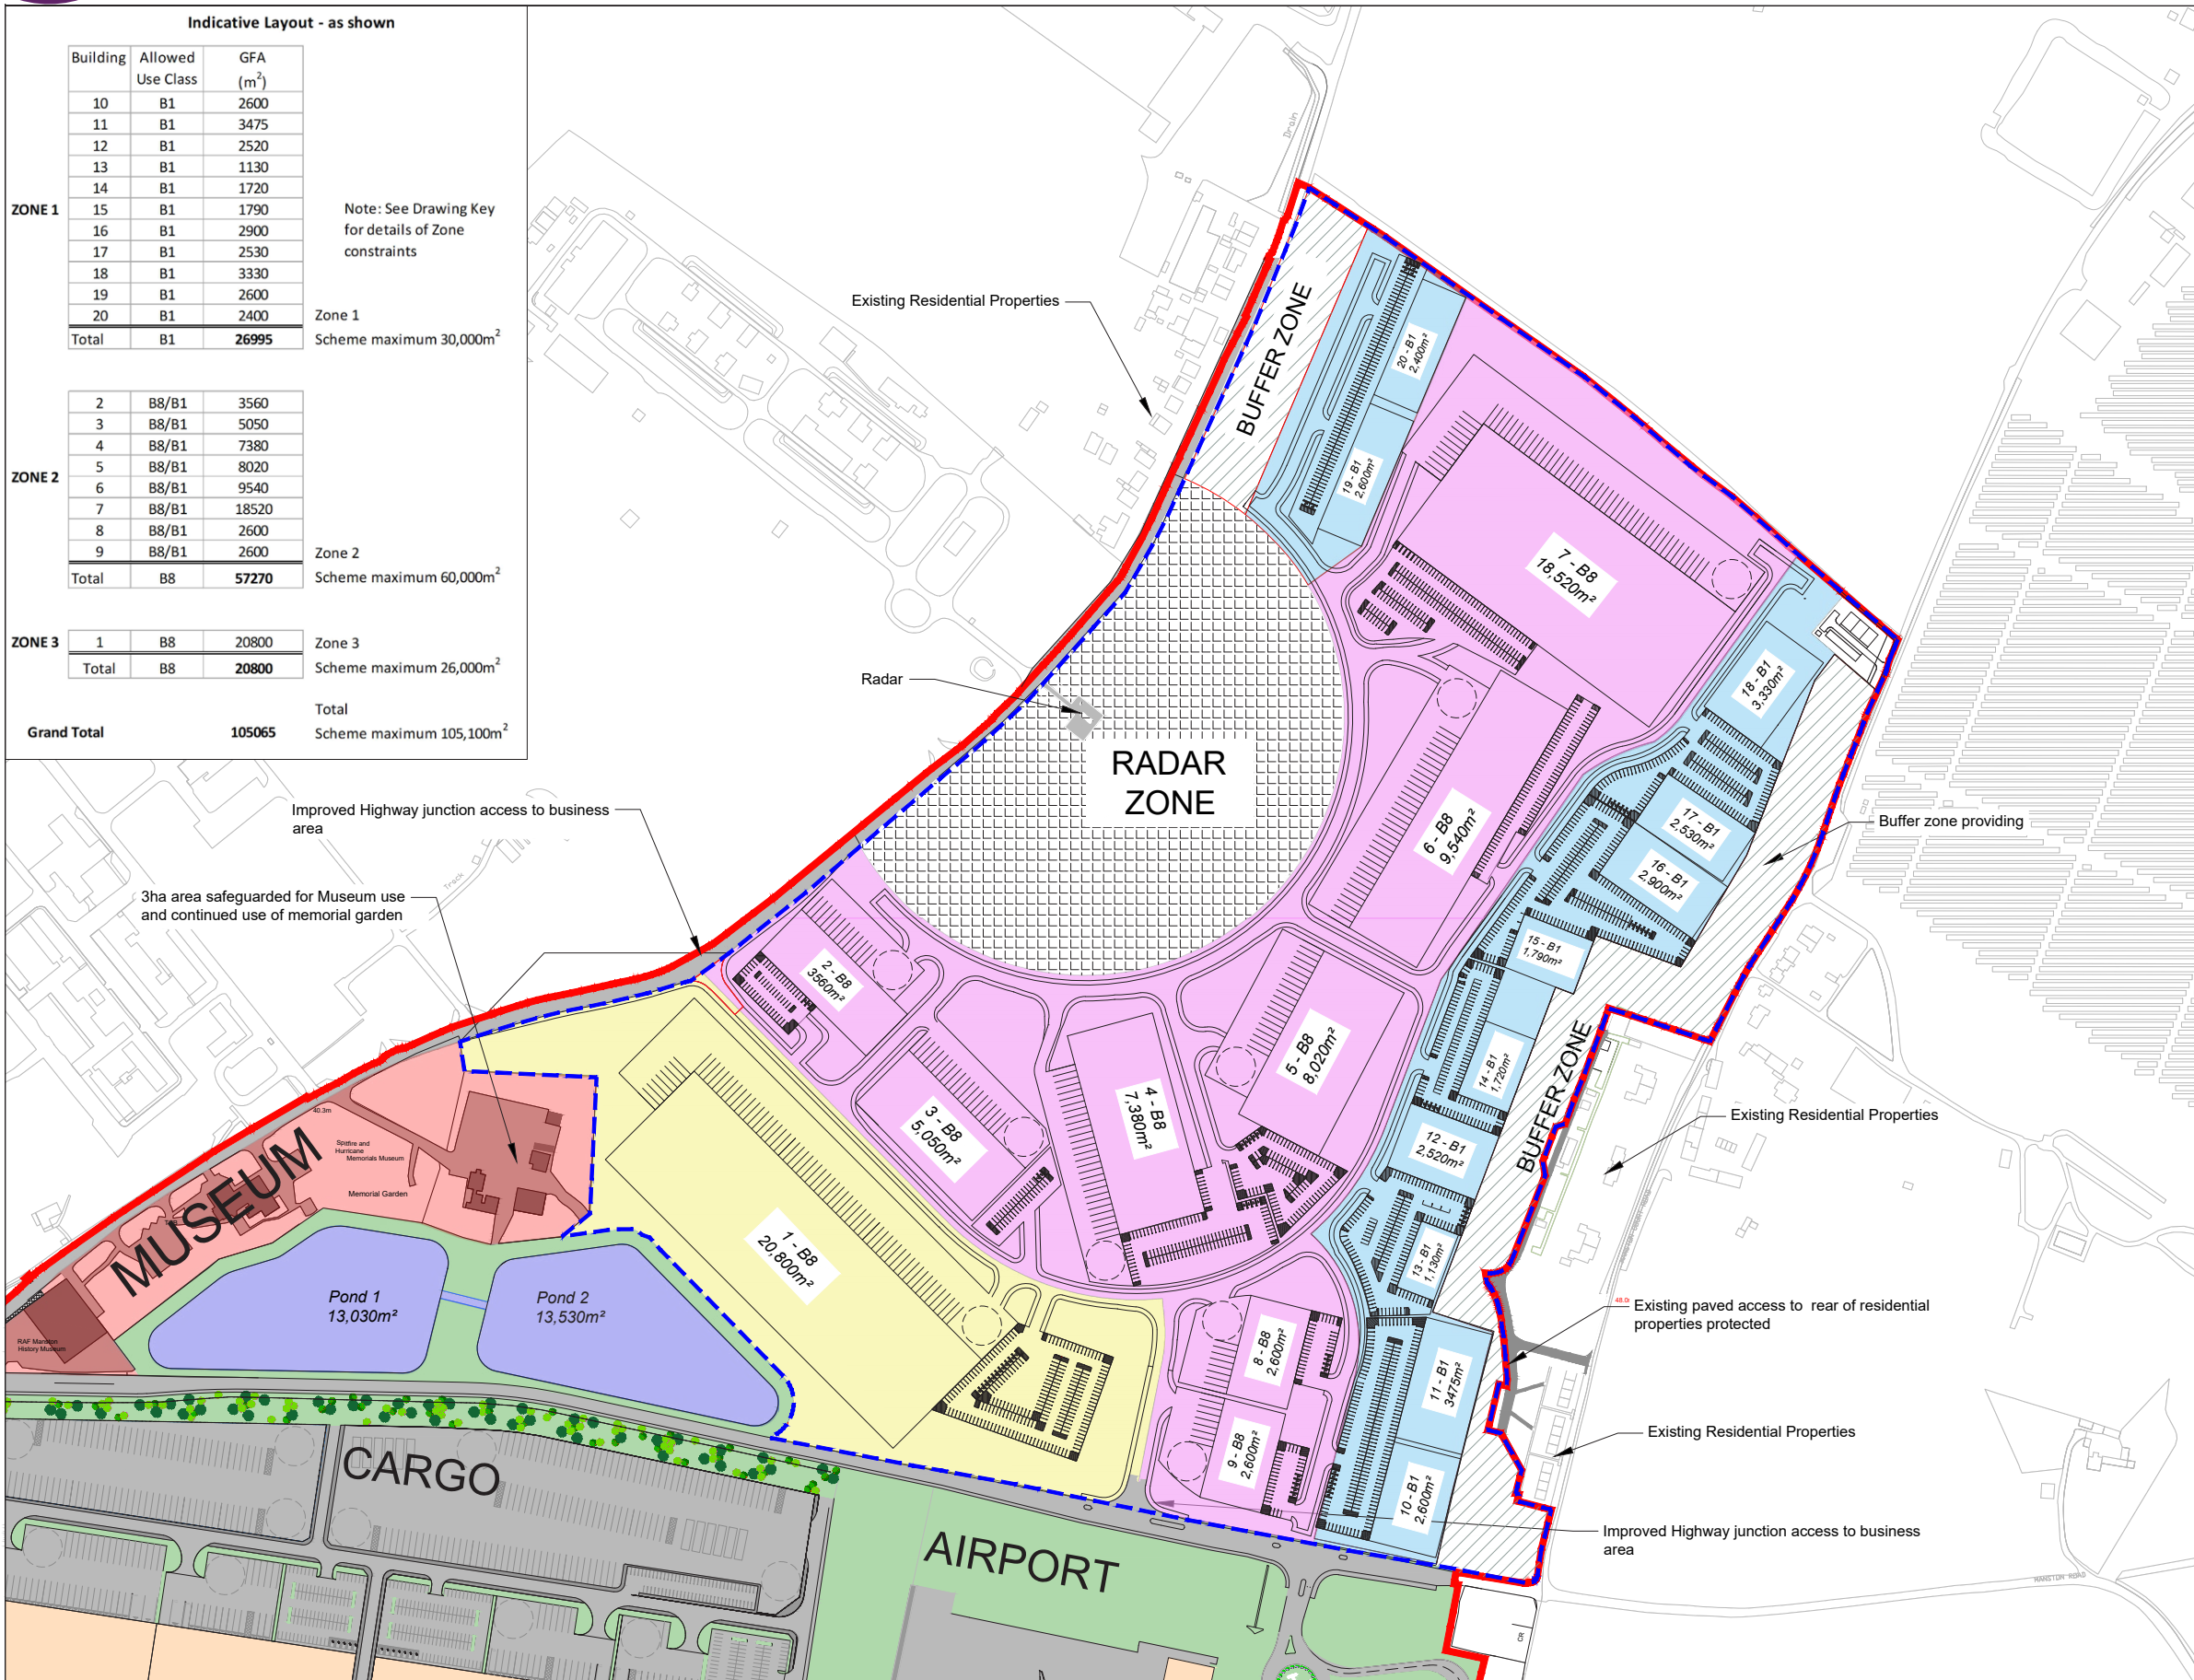 Indicative Layout - as shown
Building Allowed Use Class GFA (m²)
ZONE 1
10 B1 2600
11 B1 3475
12 B1 2520
13 B1 1130
14 B1 1720
15 B1 1790
16 B1 2900
17 B1 2530
18 B1 3330
19 B1 2600
20 B1 2400
Total B1 26995
Note: See Drawing Key
for details of Zone
constraints
Zone 1
Scheme maximum 30,000m²
ZONE 2
2 B8/B1 3560
3 B8/B1 5050
4 B8/B1 7380
5 B8/B1 8020
6 B8/B1 9540
7 B8/B1 18520
8 B8/B1 2600
9 B8/B1 2600
Total B8 57270
Zone 2
Scheme maximum 60,000m²
ZONE 3
1 B8 20800
Total B8 20800
Zone 3
Scheme maximum 26,000m²
Grand Total 105065
Total
Scheme maximum 105,100m²
Drain
Existing Residential Properties
BUFFER ZONE
20 - B1
2,400m²
19 - B1
2,600m²
7 - B8
18,520m²
18 - B1
3,330m²
Radar
RADAR
ZONE
6 - B8
9,540m²
17 - B1
2,530m²
16 - B1
2,900m²
Buffer zone providing
Improved Highway junction access to business
area
Track
3ha area safeguarded for Museum use
and continued use of memorial garden
2 - B8
3560m²
15 - B1
1,790m²
5 - B8
8,020m²
14 - B1
1,720m²
BUFFER ZONE
4 - B8
7,380m²
3 - B8
5,050m²
12 - B1
2,520m²
Existing Residential Properties
40.3m
Spitfire and
Hurricane
Memorials Museum
Memorial Garden
MUSEUM
1 - B8
20,800m²
13 - B1
1,130m²
Pond 1
13,030m²
Pond 2
13,530m²
Existing paved access to rear of residential
properties protected
RAF Manston
History Museum
8 - B8
2,600m²
11 - B1
3475m²
9 - B8
2,600m²
10 - B1
2,600m²
Existing Residential Properties
CARGO
AIRPORT
Improved Highway junction access to business
area
MANSTON ROAD
CR